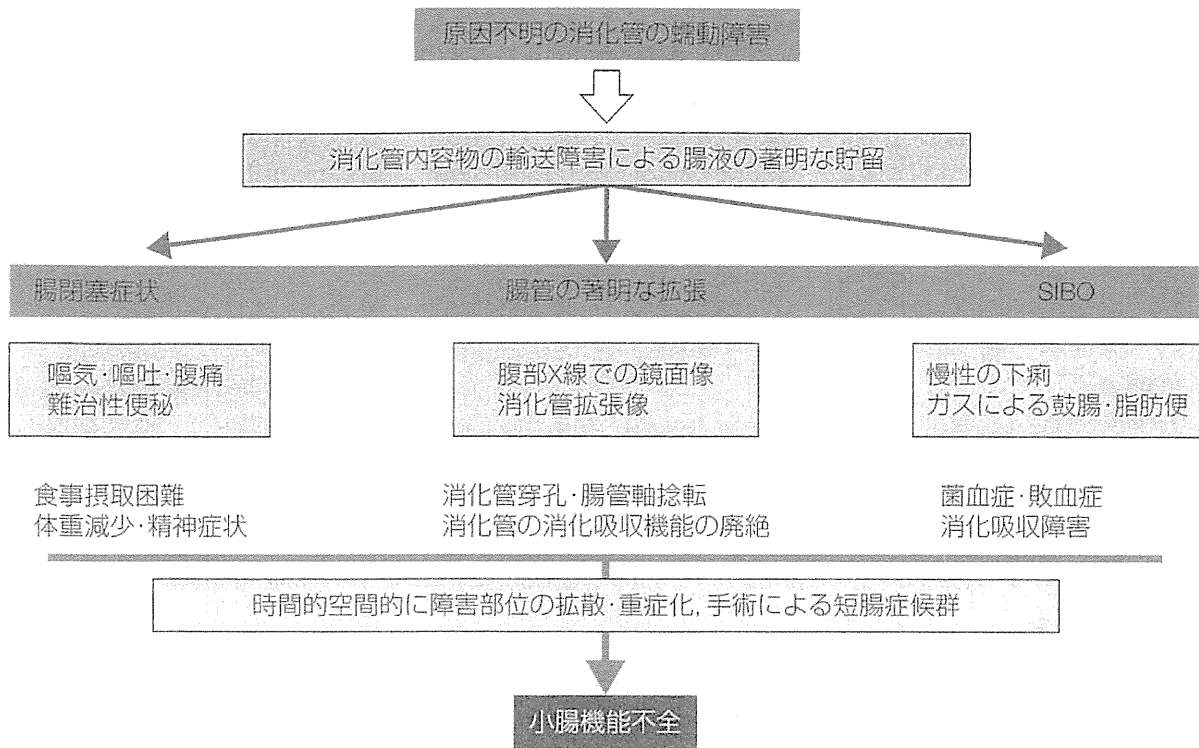 原因不明の消化管の蠕動障害
消化管内容物の輸送障害による腸液の著明な貯留
腸閉塞症状
腸管の著明な拡張
SIBO
嘔気・嘔吐・腹痛
難治性便秘
腹部X線での鏡面像
消化管拡張像
慢性の下痢
ガスによる鼓腸・脂肪便
食事摂取困難
体重減少・精神症状
消化管穿孔・腸管軸捻転
消化管の消化吸収機能の廃絶
菌血症・敗血症
消化吸収障害
時間的空間的に障害部位の拡散・重症化,手術による短腸症候群
小腸機能不全